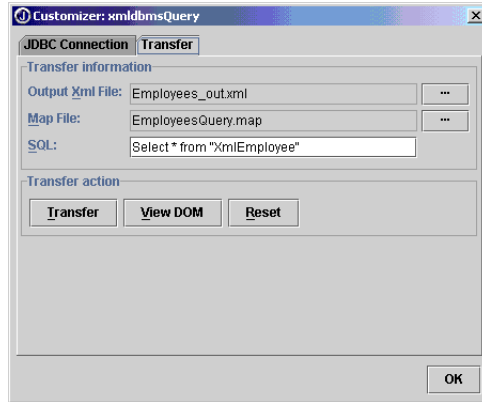 Customizer: xmldbmsQuery
JDBC Connection Transfer
Transfer information
Output Xml File: Employees_out.xml ...
Map File: EmployeesQuery.map ...
SQL: Select * from "XmlEmployee"
Transfer action
Transfer View DOM Reset
OK